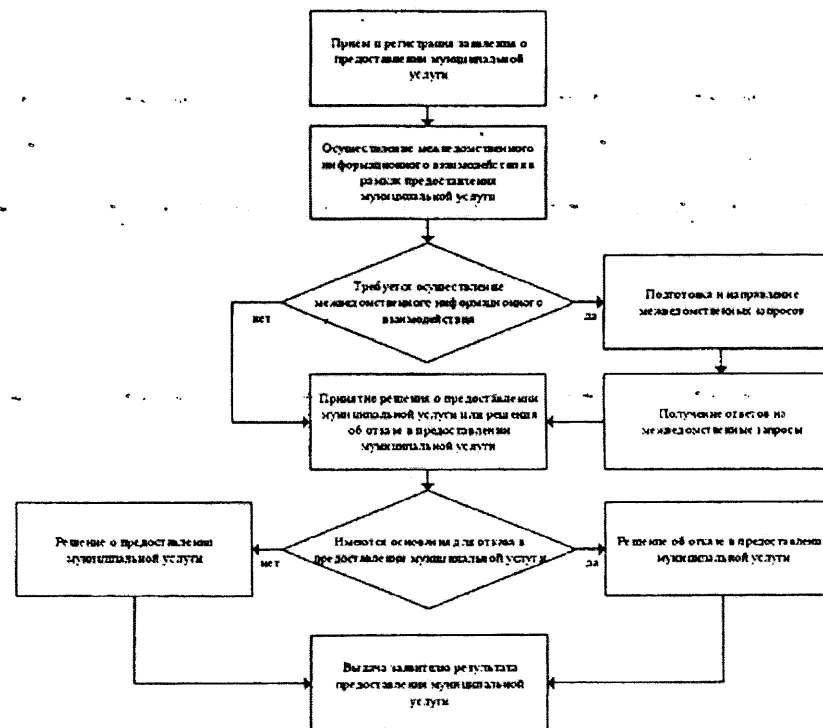 Прием и регистрация заявления о
предоставлении муниципальной
услуги
Осуществление межведомственного
информационного взаимодействия в
рамках предоставления
муниципальной услуги
Требуется осуществление
межведомственного информационного
взаимодействия
нет
да
Подготовка и направление
межведомственных запросов
Получение ответов на
межведомственные запросы
Принятие решения о предоставлении
муниципальной услуги или решения
об отказе в предоставлении
муниципальной услуги
Имеются основания для отказа в
предоставлении муниципальной услуги
нет
да
Решение о предоставлении
муниципальной услуги
Решение об отказе в предоставлени
муниципальной услуги
Выдача заявителю результата
предоставления муниципальной
услуги